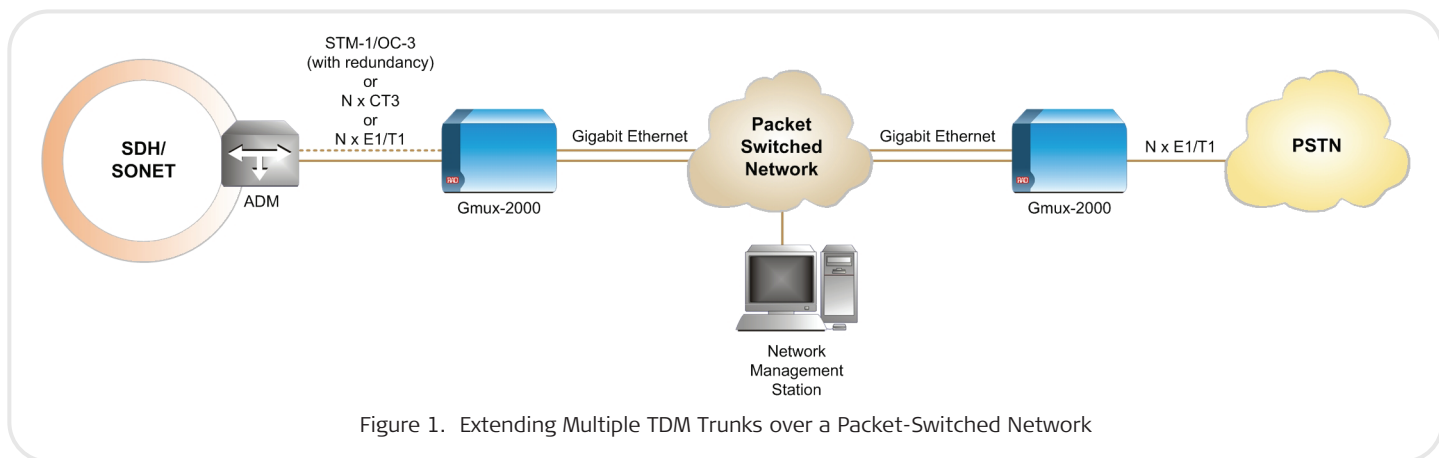 STM-1/OC-3
(with redundancy)
or
N x CT3
or
N x E1/T1
SDH/
SONET
ADM
RAD
Gmux-2000
Gigabit Ethernet
Packet
Switched
Network
Gigabit Ethernet
RAD
Gmux-2000
N x E1/T1
PSTN
Network
Management
Station
Figure 1. Extending Multiple TDM Trunks over a Packet-Switched Network